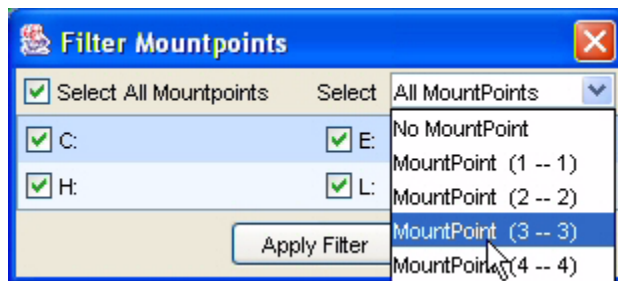 Filter Mountpoints
Select All Mountpoints Select All MountPoints
C: E: No MountPoint
MountPoint (1 -- 1)
H: L: MountPoint (2 -- 2)
Apply Filter MountPoint (3 -- 3)
MountPoint (4 -- 4)